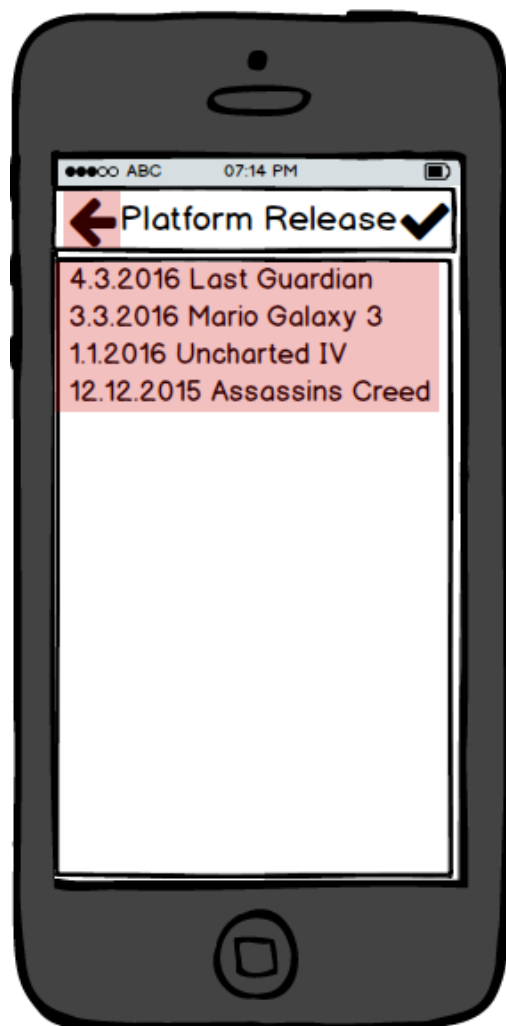 ABC 07:14 PM
Platform Release
4.3.2016 Last Guardian
3.3.2016 Mario Galaxy 3
1.1.2016 Uncharted IV
12.12.2015 Assassins Creed